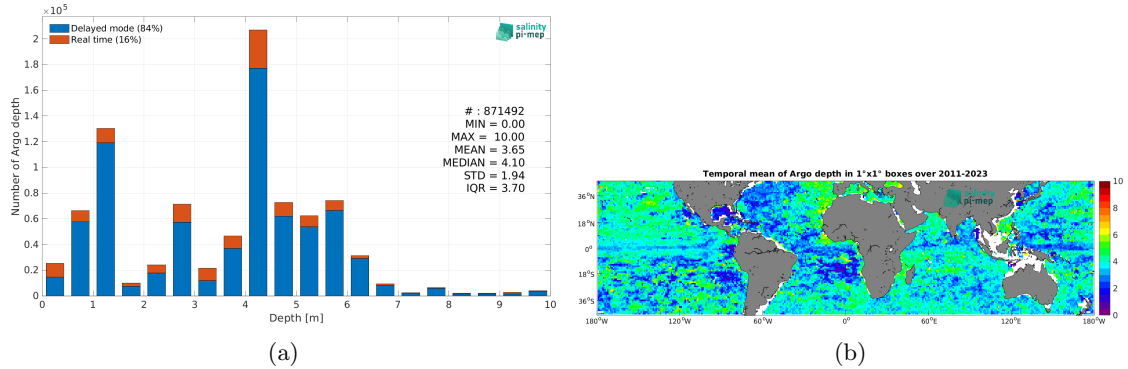 ×10⁵
Delayed mode (84%)
Real time (16%)
salinity
pi-mep
2
1.8
1.6
1.4
1.2
1
0.8
0.6
0.4
0.2
0
Number of Argo depth
# : 871492
MIN = 0.00
MAX = 10.00
MEAN = 3.65
MEDIAN = 4.10
STD = 1.94
IQR = 3.70
0 1 2 3 4 5 6 7 8 9 10
Depth [m]
(a)
Temporal mean of Argo depth in 1°x1° boxes over 2011-2023
salinity
pi-mep
36°N
18°N
0°
18°S
36°S
180°W 120°W 60°W 0° 60°E 120°E 180°W
10
8
6
4
2
0
(b)